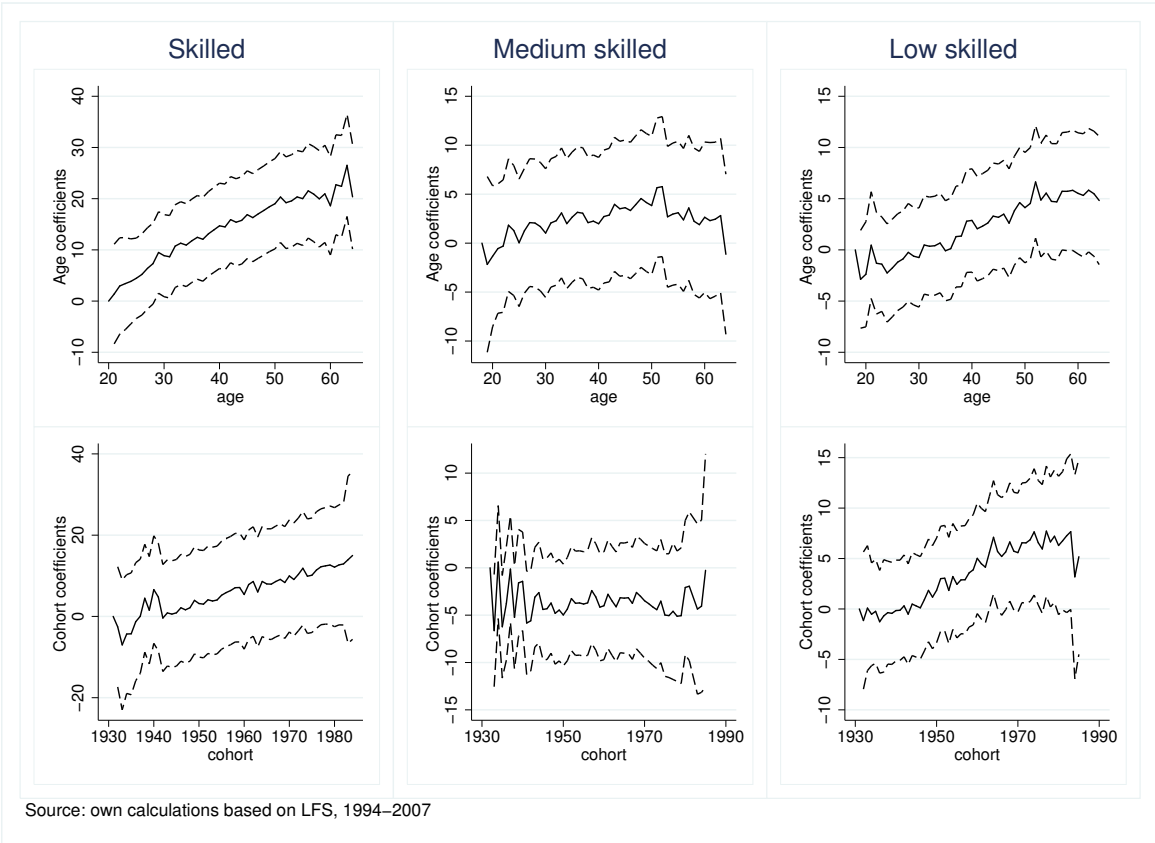 Skilled
Medium skilled
Low skilled
Age coefficients
40
30
20
10
0
−10
20 30 40 50 60
age
Age coefficients
15
10
5
0
−5
−10
20 30 40 50 60
age
Age coefficients
15
10
5
0
−5
−10
20 30 40 50 60
age
Cohort coefficients
40
20
0
−20
1930 1940 1950 1960 1970 1980
cohort
Cohort coefficients
10
5
0
−5
−10
−15
1930 1950 1970 1990
cohort
Cohort coefficients
15
10
5
0
−5
−10
1930 1950 1970 1990
cohort
Source: own calculations based on LFS, 1994−2007